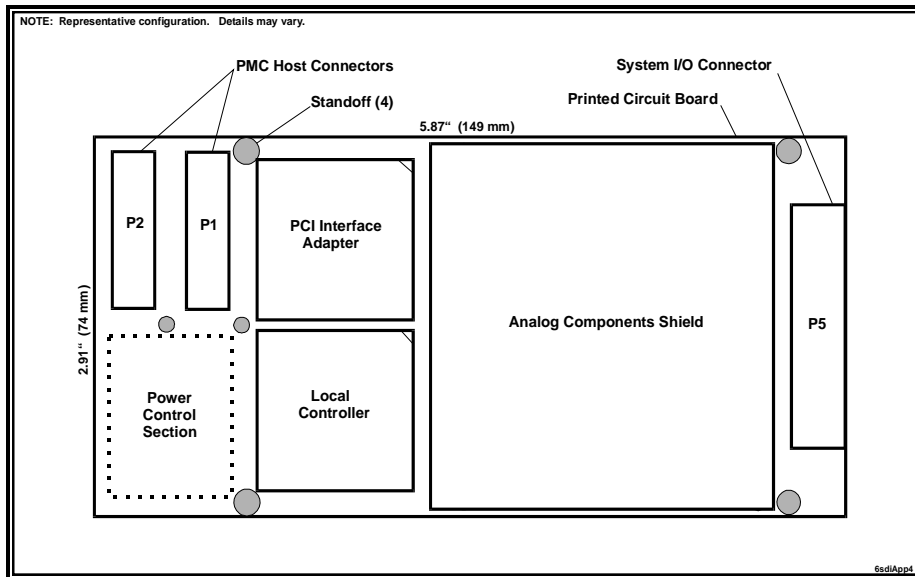 NOTE: Representative configuration. Details may vary.
PMC Host Connectors
System I/O Connector
Standoff (4)
Printed Circuit Board
5.87“ (149 mm)
P2
P1
PCI Interface
Adapter
2.91“ (74 mm)
Analog Components Shield
P5
Power
Control
Section
Local
Controller
6sdiApp4